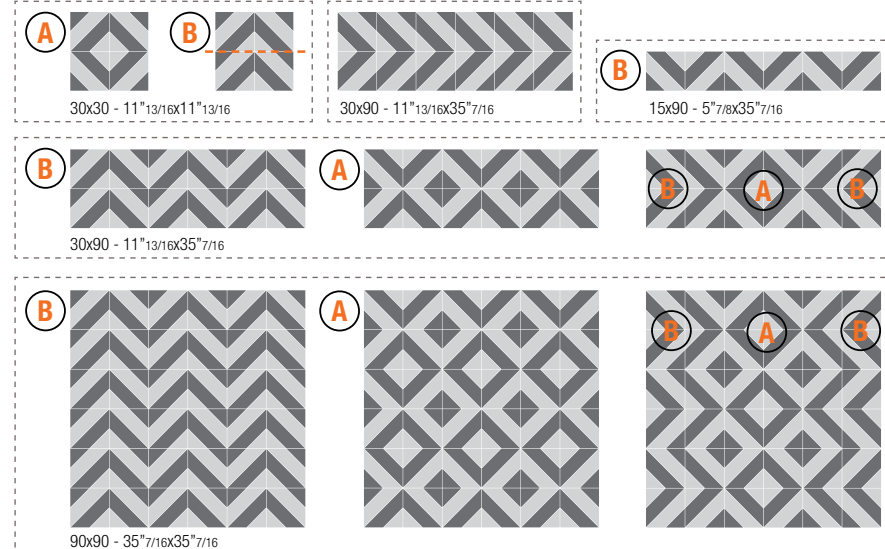 A
B
30x30 - 11"13/16x11"13/16
30x90 - 11"13/16x35"7/16
B
15x90 - 5"7/8x35"7/16
B
A
B A B
30x90 - 11"13/16x35"7/16
B
A
B A B
90x90 - 35"7/16x35"7/16